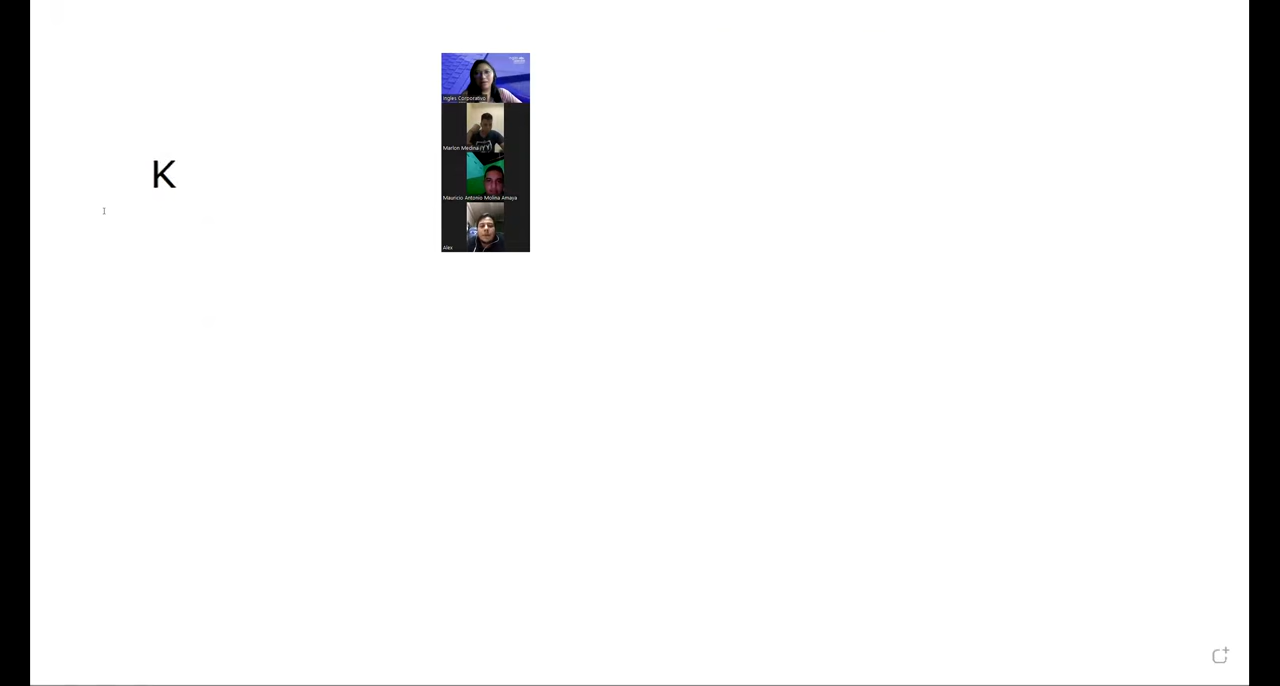 K
Ingles Corporativo
Marlon Medina
Mauricio Antonio Molina Amaya
Alex